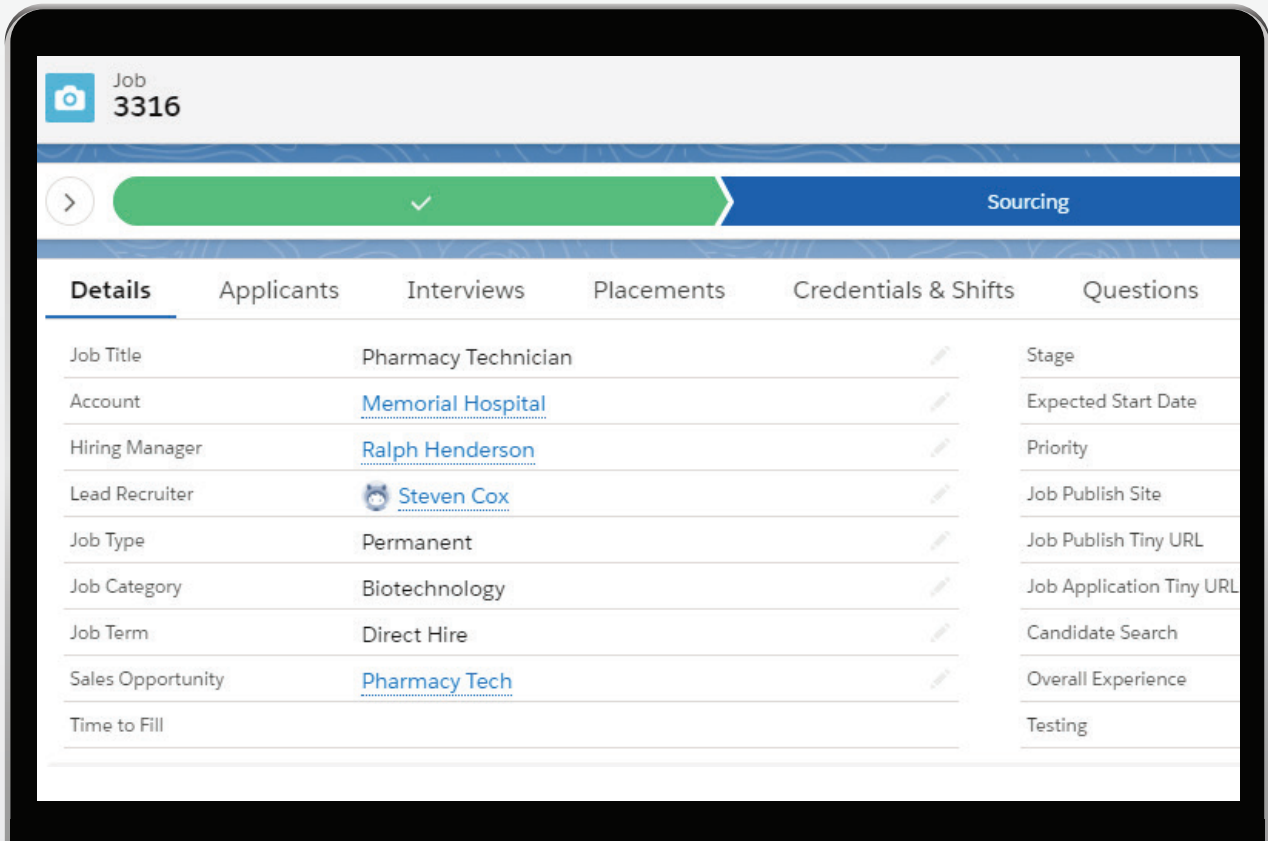 Job
3316
Sourcing
Details Applicants Interviews Placements Credentials & Shifts Questions
Job Title Pharmacy Technician Stage
Account Memorial Hospital Expected Start Date
Hiring Manager Ralph Henderson Priority
Lead Recruiter Steven Cox Job Publish Site
Job Type Permanent Job Publish Tiny URL
Job Category Biotechnology Job Application Tiny URL
Job Term Direct Hire Candidate Search
Sales Opportunity Pharmacy Tech Overall Experience
Time to Fill Testing